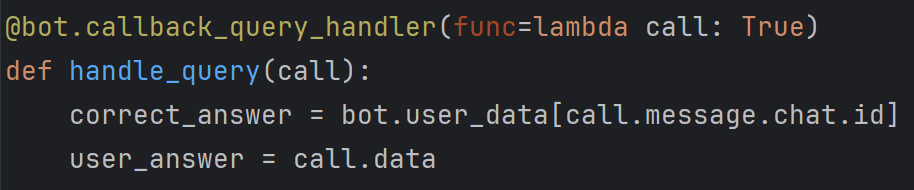 @bot.callback_query_handler(func=lambda call: True)
def handle_query(call):
    correct_answer = bot.user_data[call.message.chat.id]
    user_answer = call.data